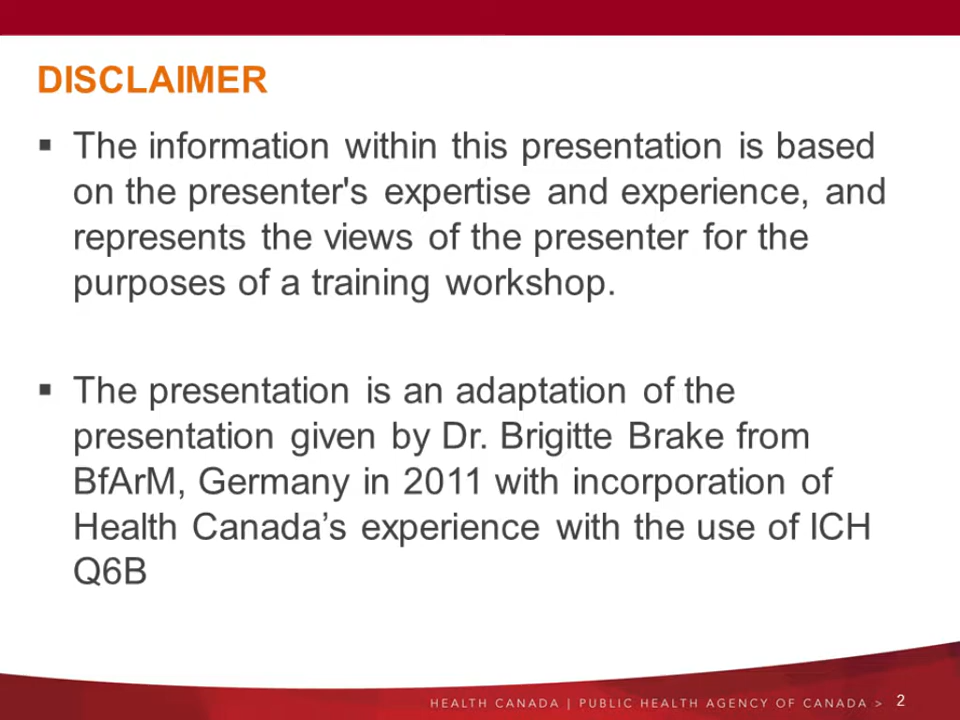 DISCLAIMER
▪ The information within this presentation is based
on the presenter's expertise and experience, and
represents the views of the presenter for the
purposes of a training workshop.
▪ The presentation is an adaptation of the
presentation given by Dr. Brigitte Brake from
BfArM, Germany in 2011 with incorporation of
Health Canada’s experience with the use of ICH
Q6B
HEALTH CANADA | PUBLIC HEALTH AGENCY OF CANADA > 2